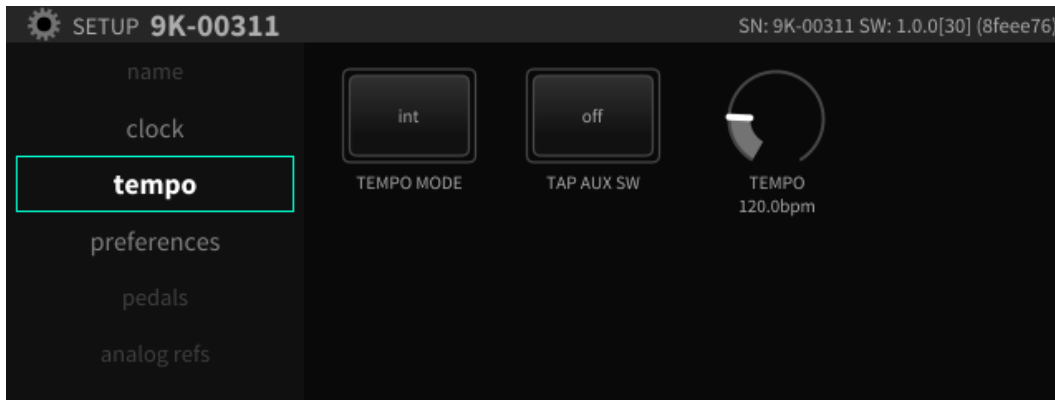 SETUP 9K-00311
SN: 9K-00311 SW: 1.0.0[30] (8feee76)
name
clock
tempo
preferences
pedals
analog refs
int
TEMPO MODE
off
TAP AUX SW
TEMPO
120.0bpm